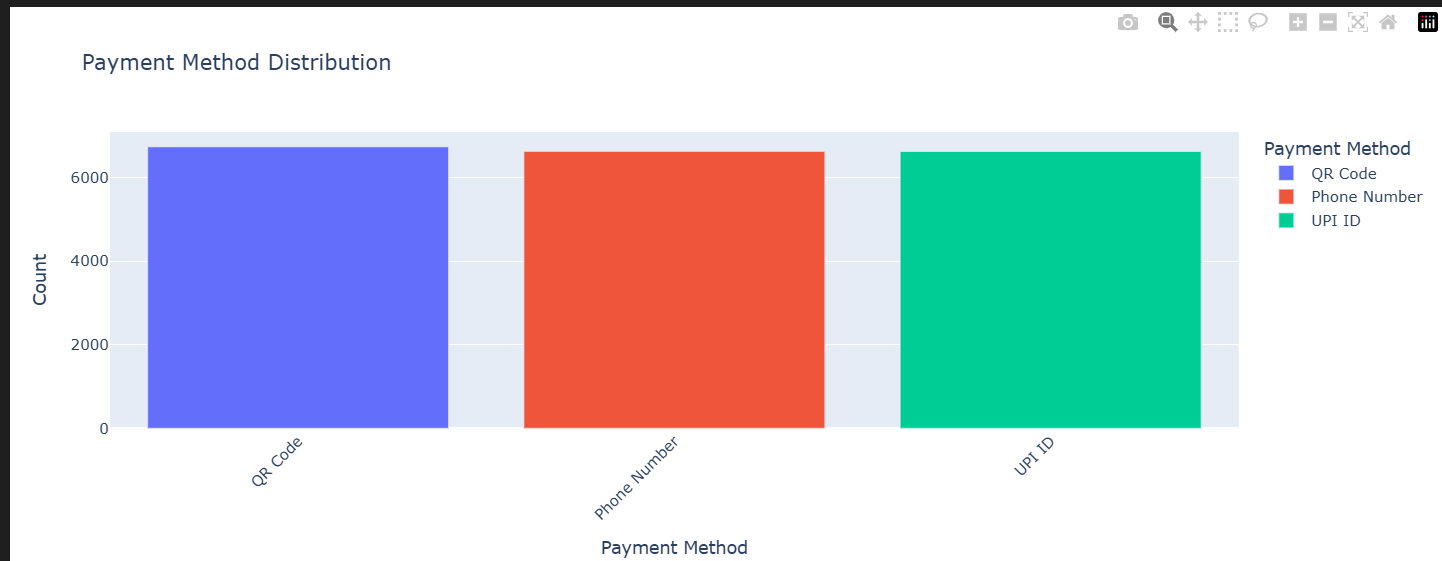 Payment Method Distribution
Count
6000
4000
2000
0
QR Code
Phone Number
UPI ID
Payment Method
Payment Method
QR Code
Phone Number
UPI ID